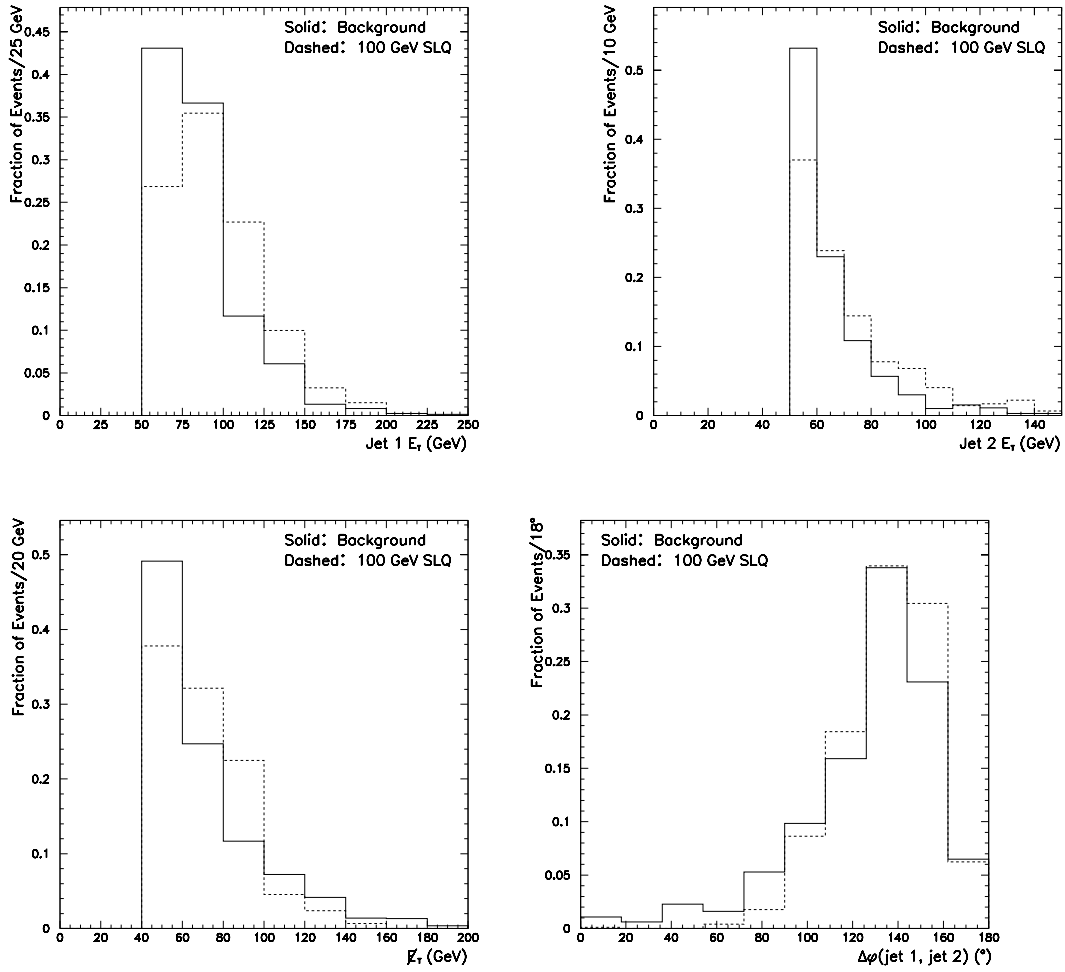 Fraction of Events/25 GeV
Solid: Background
Dashed: 100 GeV SLQ
0.45
0.4
0.35
0.3
0.25
0.2
0.15
0.1
0.05
0
0 25 50 75 100 125 150 175 200 225 250
Jet 1 E_T (GeV)
Fraction of Events/10 GeV
Solid: Background
Dashed: 100 GeV SLQ
0.5
0.4
0.3
0.2
0.1
0
0 20 40 60 80 100 120 140
Jet 2 E_T (GeV)
Fraction of Events/20 GeV
Solid: Background
Dashed: 100 GeV SLQ
0.5
0.4
0.3
0.2
0.1
0
0 20 40 60 80 100 120 140 160 180 200
E̸_T (GeV)
Fraction of Events/18°
Solid: Background
Dashed: 100 GeV SLQ
0.35
0.3
0.25
0.2
0.15
0.1
0.05
0
0 20 40 60 80 100 120 140 160 180
Δφ(jet 1, jet 2) (°)